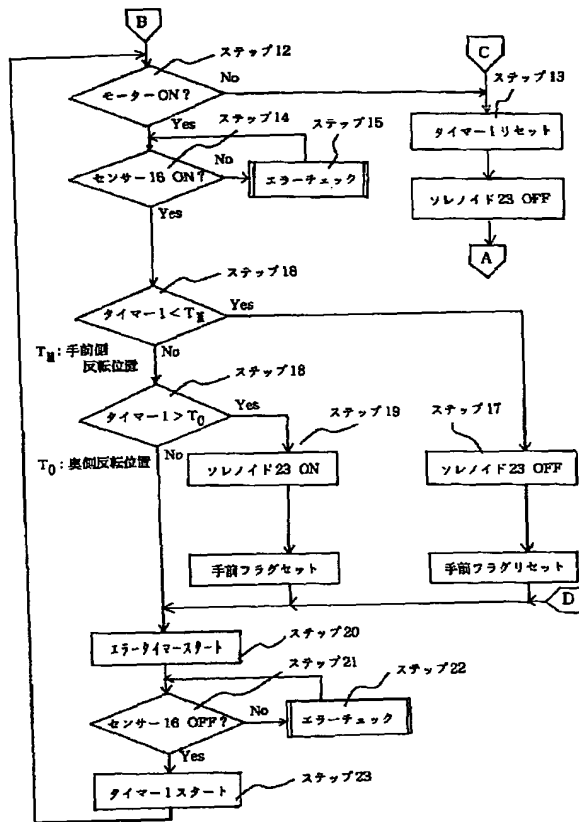 B
ステップ12
C
モーターON?
No
ステップ13
Yes
ステップ14
ステップ15
タイマー1リセット
センサー16 ON?
No
エラーチェック
ソレノイド23 OFF
Yes
A
ステップ18
タイマー1<TM
Yes
TM:手前側
反転位置
No
ステップ18
タイマー1>TO
Yes
ステップ19
ステップ17
TO:奥側反転位置
No
ソレノイド23 ON
ソレノイド23 OFF
手前フラグセット
手前フラグリセット
D
ステップ20
エラータイマースタート
ステップ21
ステップ22
センサー16 OFF?
No
エラーチェック
Yes
ステップ23
タイマー1スタート